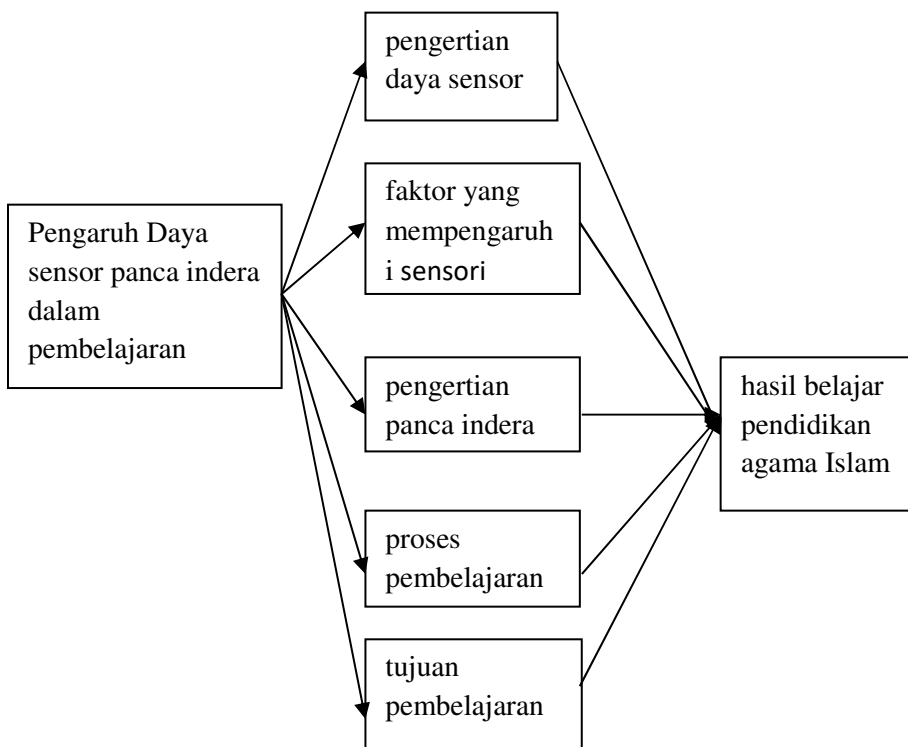 Pengaruh Daya
sensor panca indera
dalam
pembelajaran
pengertian
daya sensor
faktor yang
mempengaruh
i sensori
pengertian
panca indera
proses
pembelajaran
tujuan
pembelajaran
hasil belajar
pendidikan
agama Islam